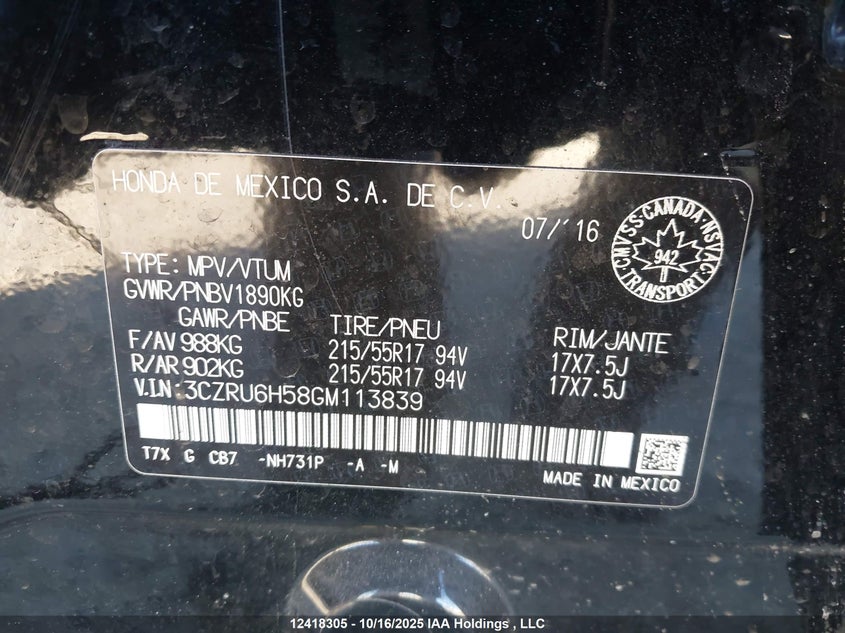 HONDA DE MEXICO S.A. DE C.V.
07/'16
CMVSS·CANADA·NSVAC·TRANSPORT·
942
TYPE: MPV/VTUM
GVWR/PNBV1890KG
GAWR/PNBE TIRE/PNEU RIM/JANTE
F/AV 988KG 215/55R17 94V 17X7.5J
R/AR 902KG 215/55R17 94V 17X7.5J
V.I.N: 3CZRU6H58GM113839
T7X G CB7 -NH731P -A -M
MADE IN MEXICO
12418305 - 10/16/2025 IAA Holdings , LLC